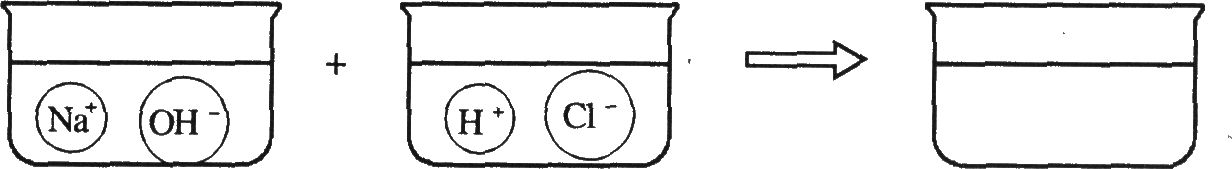 Na⁺ OH⁻ + H⁺ Cl⁻